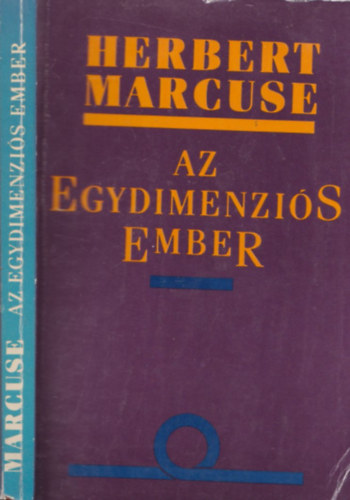 HERBERT
MARCUSE
AZ
EGYDIMENZIÓS
EMBER
MARCUSE AZ EGYDIMENZIÓS EMBER